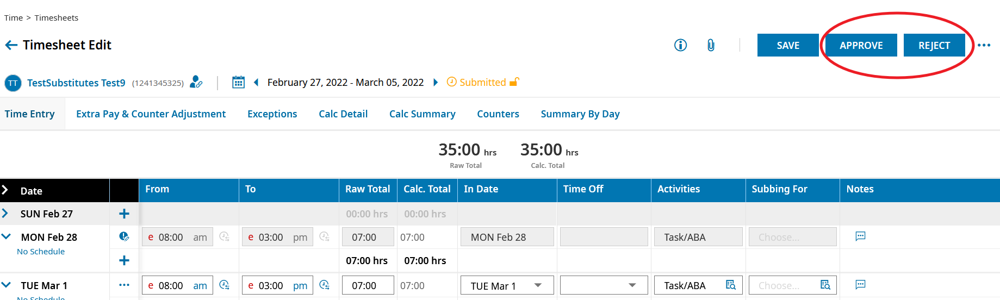 Time > Timesheets
Timesheet Edit
SAVE APPROVE REJECT
TT TestSubstitutes Test9 (1241345325) February 27, 2022 - March 05, 2022 Submitted
Time Entry Extra Pay & Counter Adjustment Exceptions Calc Detail Calc Summary Counters Summary By Day
35:00 hrs 35:00 hrs
Raw Total Calc. Total
Date From To Raw Total Calc. Total In Date Time Off Activities Subbing For Notes
SUN Feb 27 00:00 hrs 00:00 hrs
MON Feb 28 e 08:00 am e 03:00 pm 07:00 07:00 MON Feb 28 Task/ABA Choose...
No Schedule
07:00 hrs 07:00 hrs
TUE Mar 1 e 08:00 am e 03:00 pm 07:00 07:00 TUE Mar 1 Task/ABA Choose...
No Schedule